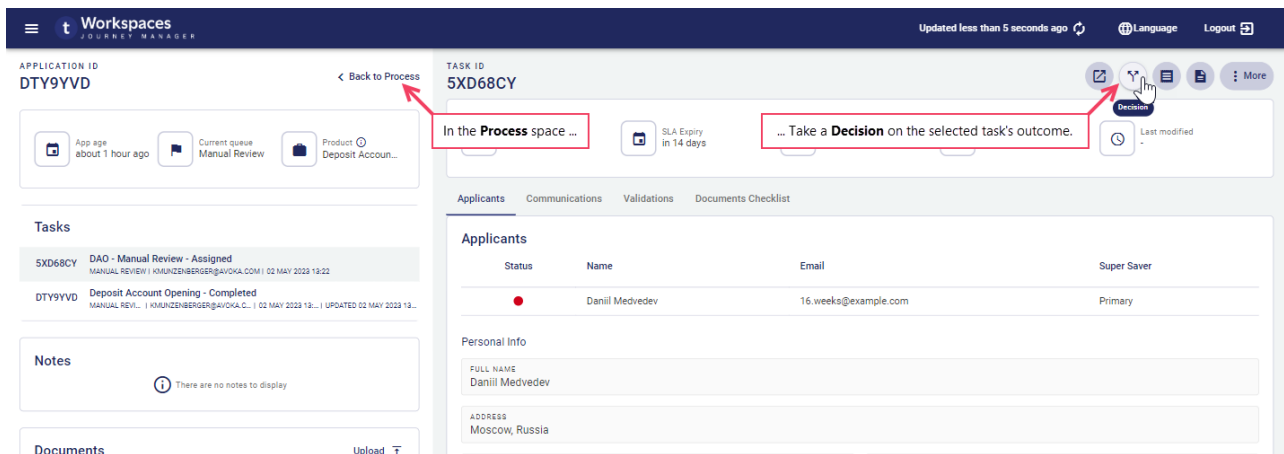 Workspaces
JOURNEY MANAGER
Updated less than 5 seconds ago
Language
Logout
APPLICATION ID
DTY9YVD
Back to Process
TASK ID
5XD68CY
More
Decision
In the Process space ...
... Take a Decision on the selected task's outcome.
App age
about 1 hour ago
Current queue
Manual Review
Product
Deposit Accoun...
SLA Expiry
in 14 days
Last modified
-
Applicants
Communications
Validations
Documents Checklist
Tasks
5XD68CY
DAO - Manual Review - Assigned
MANUAL REVIEW | KMUNZENBERGER@AVOKA.COM | 02 MAY 2023 13:22
DTY9YVD
Deposit Account Opening - Completed
MANUAL REVI... | KMUNZENBERGER@AVOKA.C... | 02 MAY 2023 13:... | UPDATED 02 MAY 2023 13...
Applicants
Status
Name
Email
Super Saver
Daniil Medvedev
16.weeks@example.com
Primary
Personal Info
FULL NAME
Daniil Medvedev
ADDRESS
Moscow, Russia
Notes
There are no notes to display
Documents
Upload